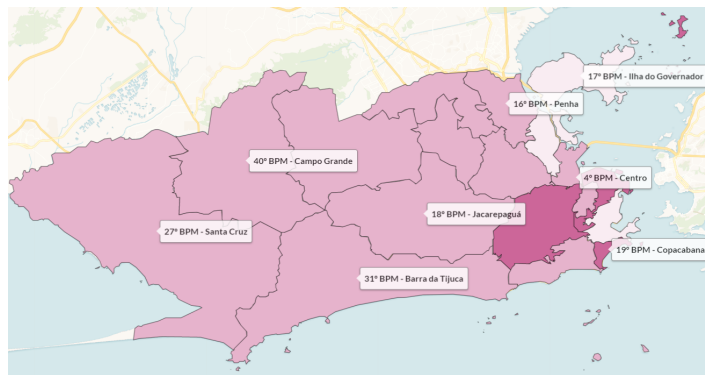 17º BPM - Ilha do Governador
16º BPM - Penha
40º BPM - Campo Grande
4º BPM - Centro
18º BPM - Jacarepaguá
27º BPM - Santa Cruz
19º BPM - Copacabana
31º BPM - Barra da Tijuca